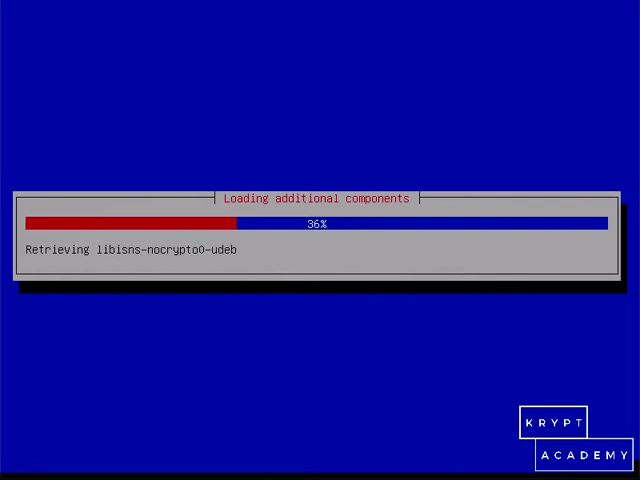 Loading additional components
36%
Retrieving libisns-nocrypto0-udeb
KRYPT
ACADEMY